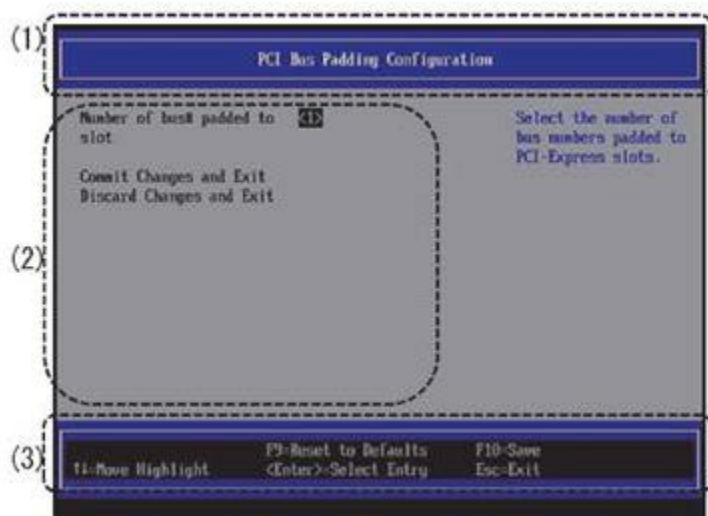 (1)
PCI Bus Padding Configuration
Number of bus# padded to <1>
slot
Select the number of
bus numbers padded to
PCI-Express slots.
Commit Changes and Exit
Discard Changes and Exit
(2)
(3)
F9=Reset to Defaults F10=Save
↑↓=Move Highlight <Enter>=Select Entry Esc=Exit